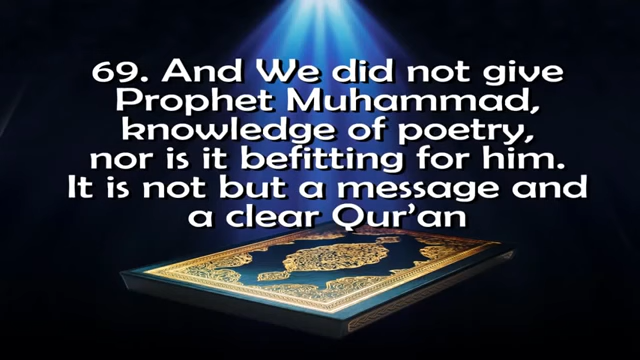 69. And We did not give
Prophet Muhammad,
knowledge of poetry,
nor is it befitting for him.
It is not but a message and
a clear Qur’an